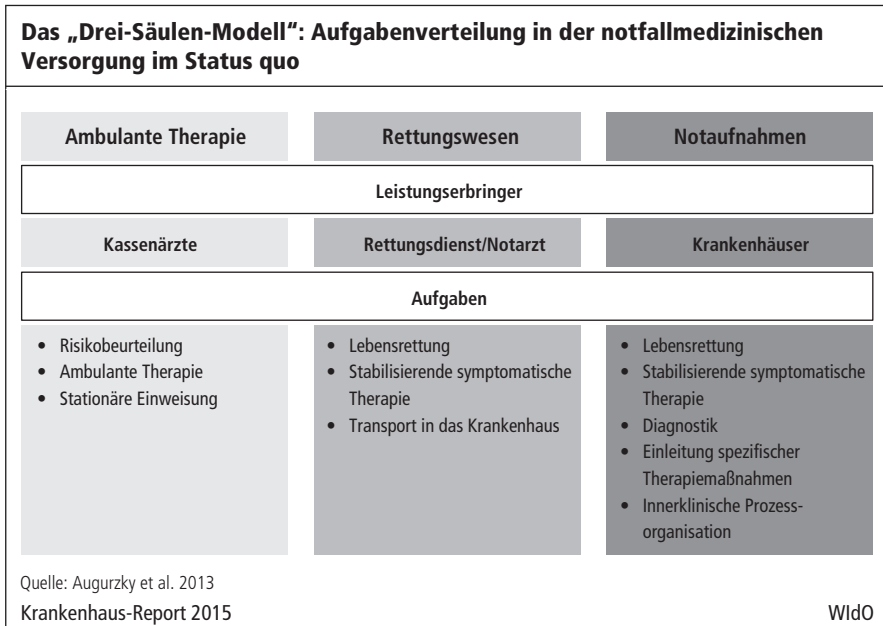 Das „Drei-Säulen-Modell“: Aufgabenverteilung in der notfallmedizinischen
Versorgung im Status quo
Ambulante Therapie
Rettungswesen
Notaufnahmen
Leistungserbringer
Kassenärzte
Rettungsdienst/Notarzt
Krankenhäuser
Aufgaben
• Risikobeurteilung
• Ambulante Therapie
• Stationäre Einweisung
• Lebensrettung
• Stabilisierende symptomatische
Therapie
• Transport in das Krankenhaus
• Lebensrettung
• Stabilisierende symptomatische
Therapie
• Diagnostik
• Einleitung spezifischer
Therapiemaßnahmen
• Innerklinische Prozess-
organisation
Quelle: Augurzky et al. 2013
Krankenhaus-Report 2015
WIdO